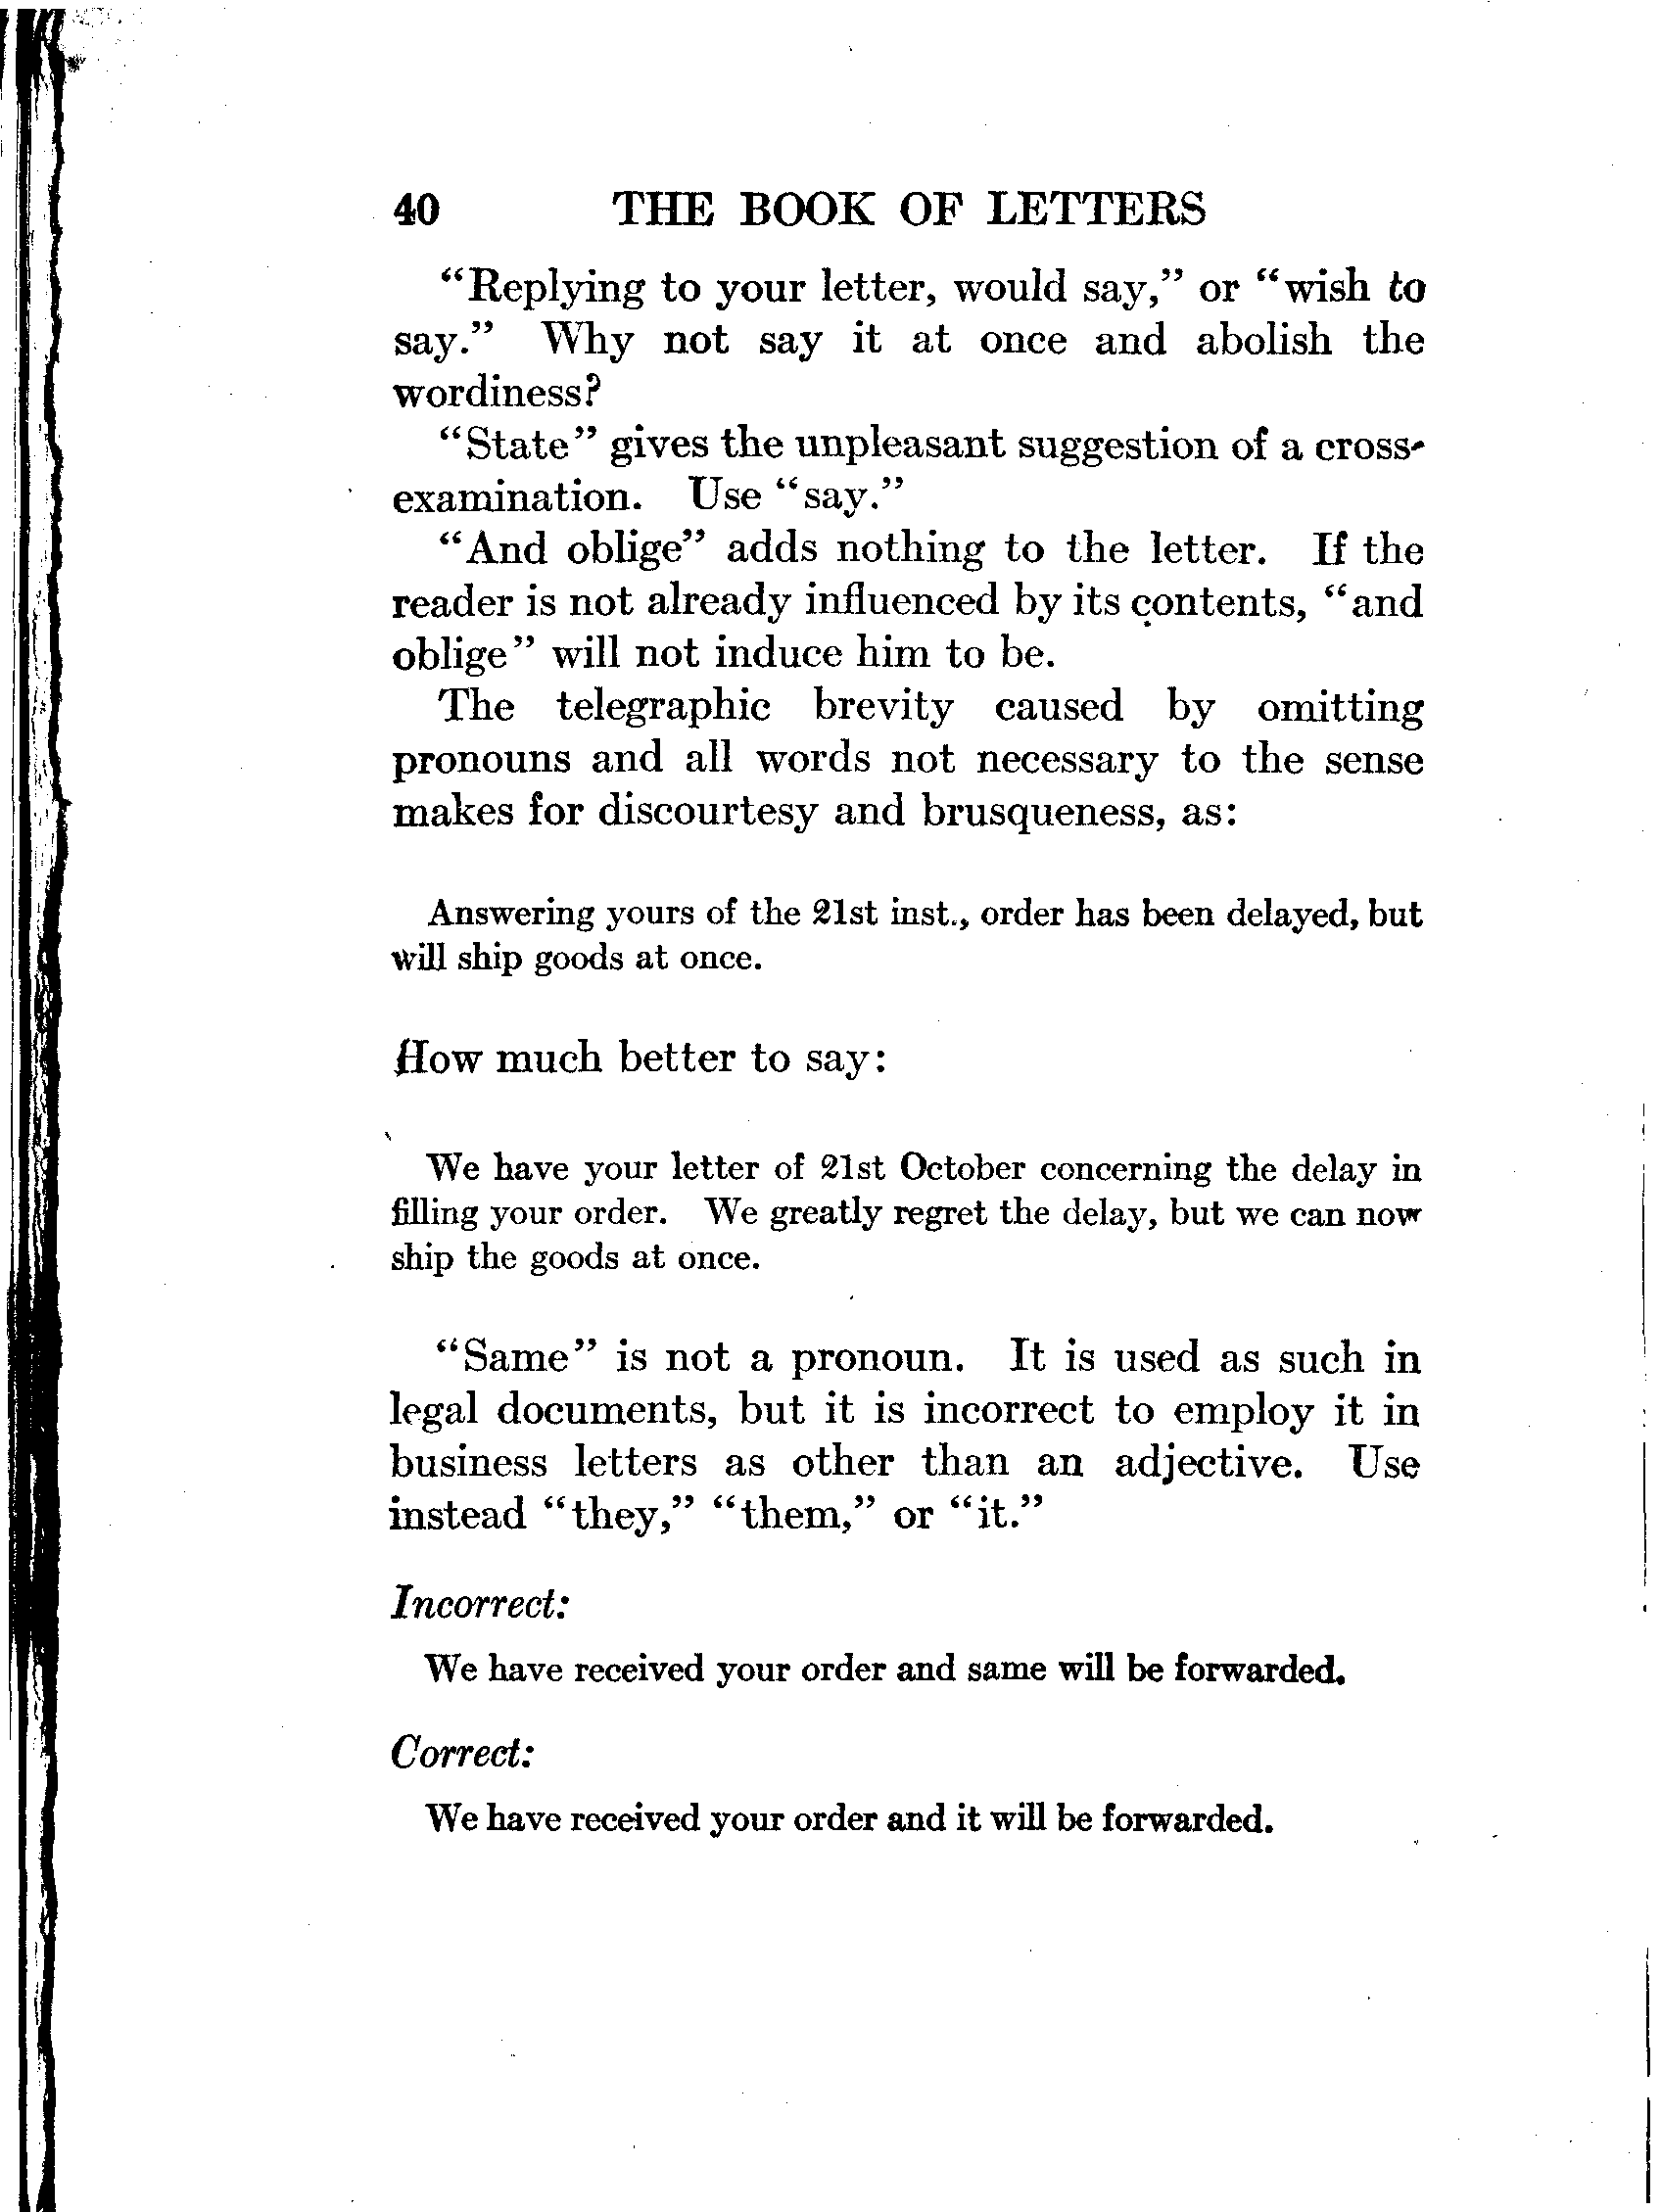 40 THE BOOK OF LETTERS
“Replying to your letter, would say,” or “wish to
say.” Why not say it at once and abolish the
wordiness?
“State” gives the unpleasant suggestion of a cross-
examination. Use “say.”
“And oblige” adds nothing to the letter. If the
reader is not already influenced by its contents, “and
oblige” will not induce him to be.
The telegraphic brevity caused by omitting
pronouns and all words not necessary to the sense
makes for discourtesy and brusqueness, as:
Answering yours of the 21st inst., order has been delayed, but
will ship goods at once.
How much better to say:
We have your letter of 21st October concerning the delay in
filling your order. We greatly regret the delay, but we can now
ship the goods at once.
“Same” is not a pronoun. It is used as such in
legal documents, but it is incorrect to employ it in
business letters as other than an adjective. Use
instead “they,” “them,” or “it.”
Incorrect:
We have received your order and same will be forwarded.
Correct:
We have received your order and it will be forwarded.